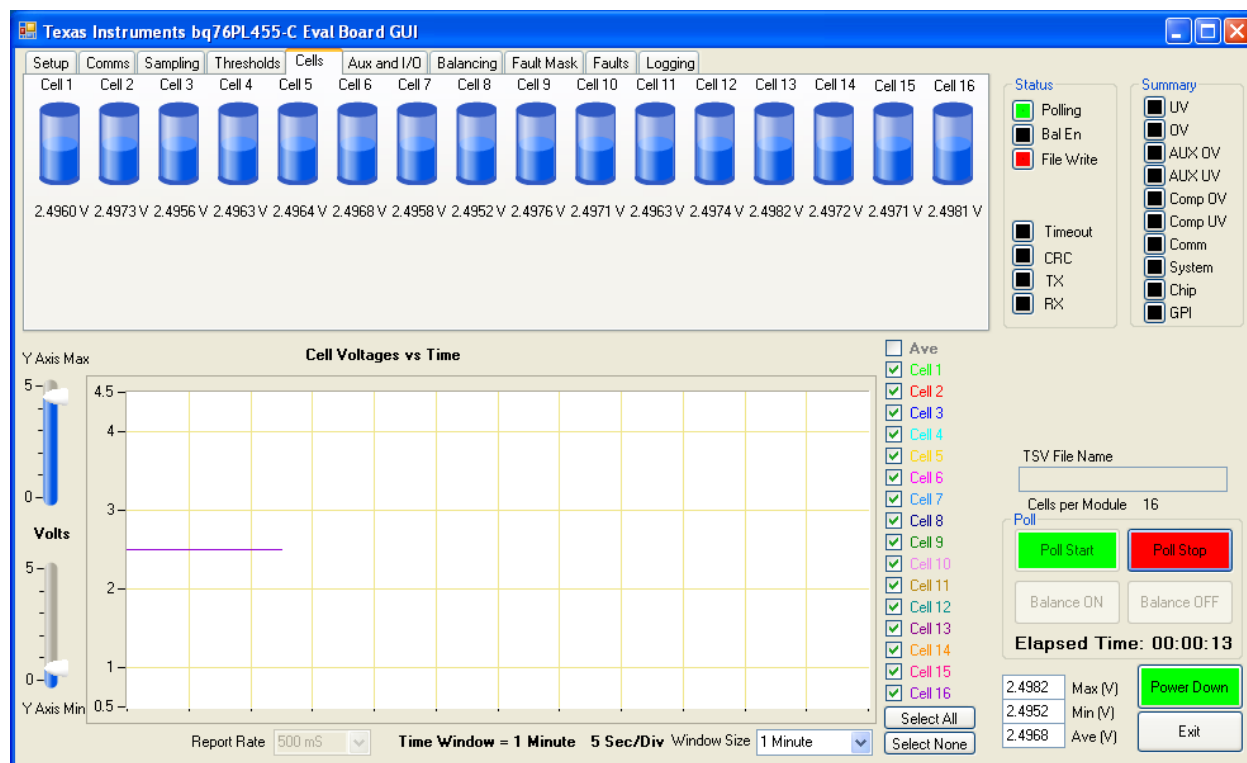 Texas Instruments bq76PL455-C Eval Board GUI
Setup Comms Sampling Thresholds Cells Aux and I/O Balancing Fault Mask Faults Logging
Cell 1 Cell 2 Cell 3 Cell 4 Cell 5 Cell 6 Cell 7 Cell 8 Cell 9 Cell 10 Cell 11 Cell 12 Cell 13 Cell 14 Cell 15 Cell 16
2.4960 V 2.4973 V 2.4956 V 2.4963 V 2.4964 V 2.4968 V 2.4958 V 2.4952 V 2.4976 V 2.4971 V 2.4963 V 2.4974 V 2.4982 V 2.4972 V 2.4971 V 2.4981 V
Status
Polling
Bal En
File Write
Timeout
CRC
TX
RX
Summary
UV
OV
AUX OV
AUX UV
Comp OV
Comp UV
Comm
System
Chip
GPI
Y Axis Max
5
0
Volts
5
0
Y Axis Min
Cell Voltages vs Time
4.5
4
3
2
1
0.5
Ave
Cell 1
Cell 2
Cell 3
Cell 4
Cell 5
Cell 6
Cell 7
Cell 8
Cell 9
Cell 10
Cell 11
Cell 12
Cell 13
Cell 14
Cell 15
Cell 16
Select All
Select None
Report Rate 500 mS Time Window = 1 Minute 5 Sec/Div Window Size 1 Minute
TSV File Name
Cells per Module 16
Poll
Poll Start Poll Stop
Balance ON Balance OFF
Elapsed Time: 00:00:13
2.4982 Max (V)
2.4952 Min (V)
2.4968 Ave (V)
Power Down
Exit